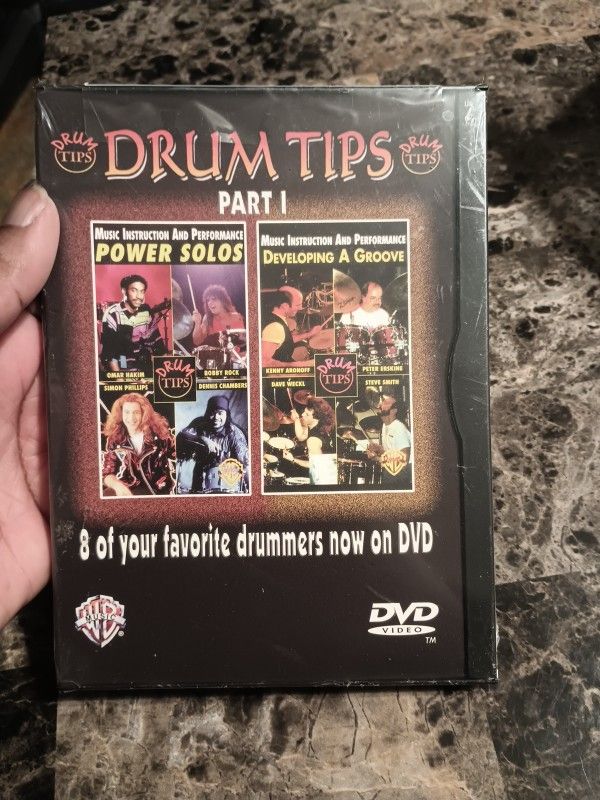 DRUM TIPS
DRUM TIPS
DRUM TIPS
PART I
MUSIC INSTRUCTION AND PERFORMANCE
POWER SOLOS
OMAR HAKIM
BOBBY ROCK
SIMON PHILLIPS
DENNIS CHAMBERS
DRUM TIPS
MUSIC INSTRUCTION AND PERFORMANCE
DEVELOPING A GROOVE
KENNY ARONOFF
PETER ERSKINE
DAVE WECKL
STEVE SMITH
DRUM TIPS
8 of your favorite drummers now on DVD
WB
MUSIC
®
DVD
VIDEO
TM